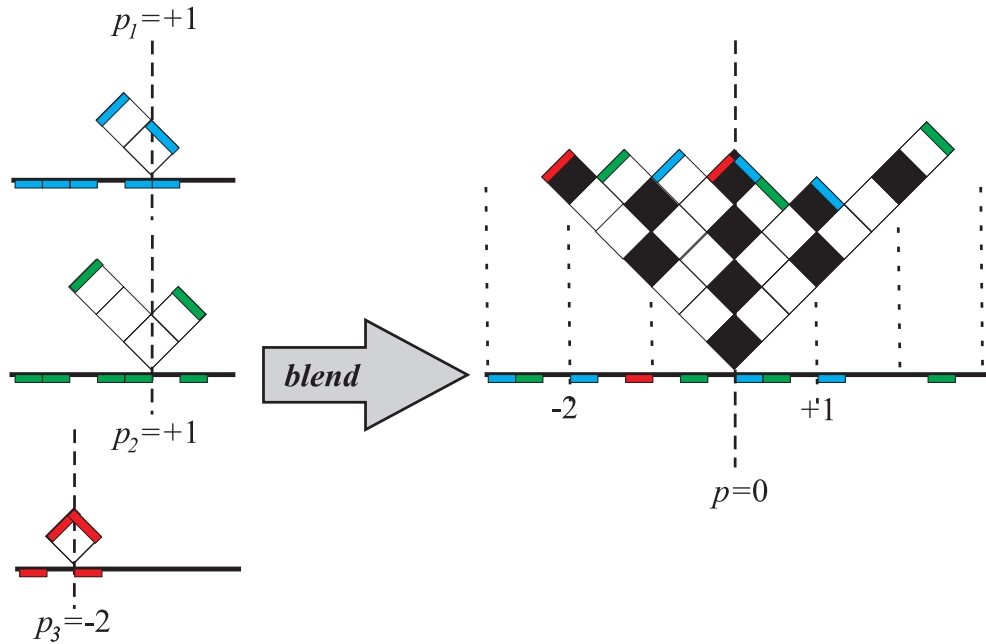 p₁=+1
p₂=+1
p₃=-2
blend
-2
+1
p=0